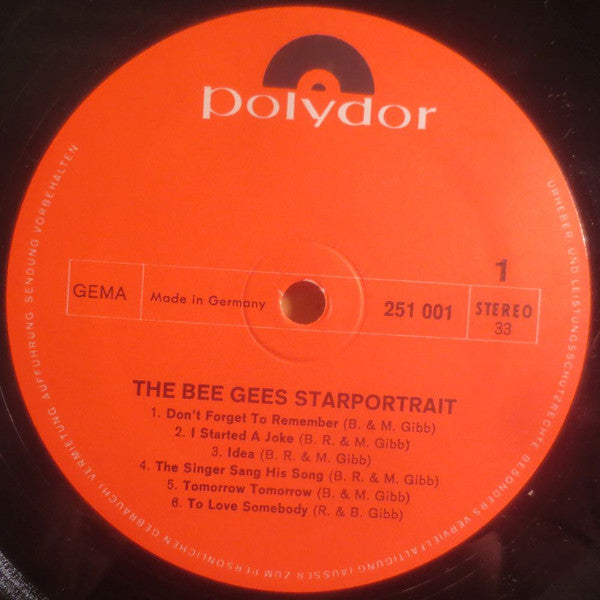 polydor
1
GEMA
Made in Germany
251 001
STEREO
33
THE BEE GEES STARPORTRAIT
1. Don't Forget To Remember (B. & M. Gibb)
2. I Started A Joke (B. R. & M. Gibb)
3. Idea (B. R. & M. Gibb)
4. The Singer Sang His Song (B. R. & M. Gibb)
5. Tomorrow Tomorrow (B. & M. Gibb)
6. To Love Somebody (R. & B. Gibb)
URHEBER- UND LEISTUNGSSCHUTZRECHTE BESONDERS VERVIELFÄLTIGUNG (AUSSER ZUM PERSÖNLICHEN GEBRAUCH) VERMIETUNG AUFFÜHRUNG SENDUNG VORBEHALTEN